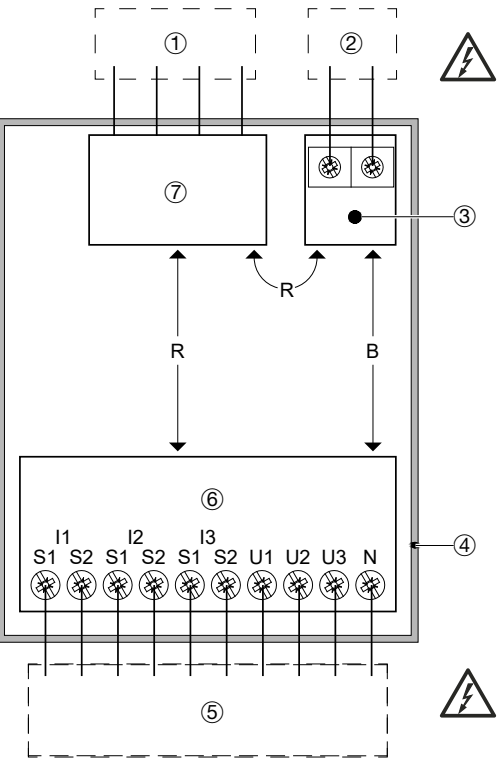 ① ②
⑦
③
R
R B
⑥
I1 I2 I3
S1 S2 S1 S2 S1 S2 U1 U2 U3 N
④
⑤